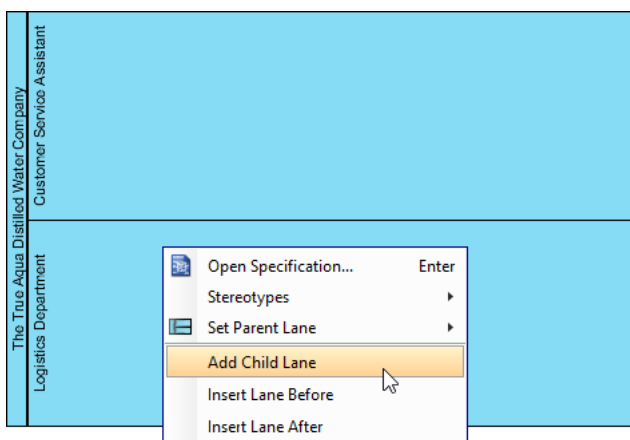 The True Aqua Distilled Water Company
Customer Service Assistant
Logistics Department
Open Specification... Enter
Stereotypes
Set Parent Lane
Add Child Lane
Insert Lane Before
Insert Lane After